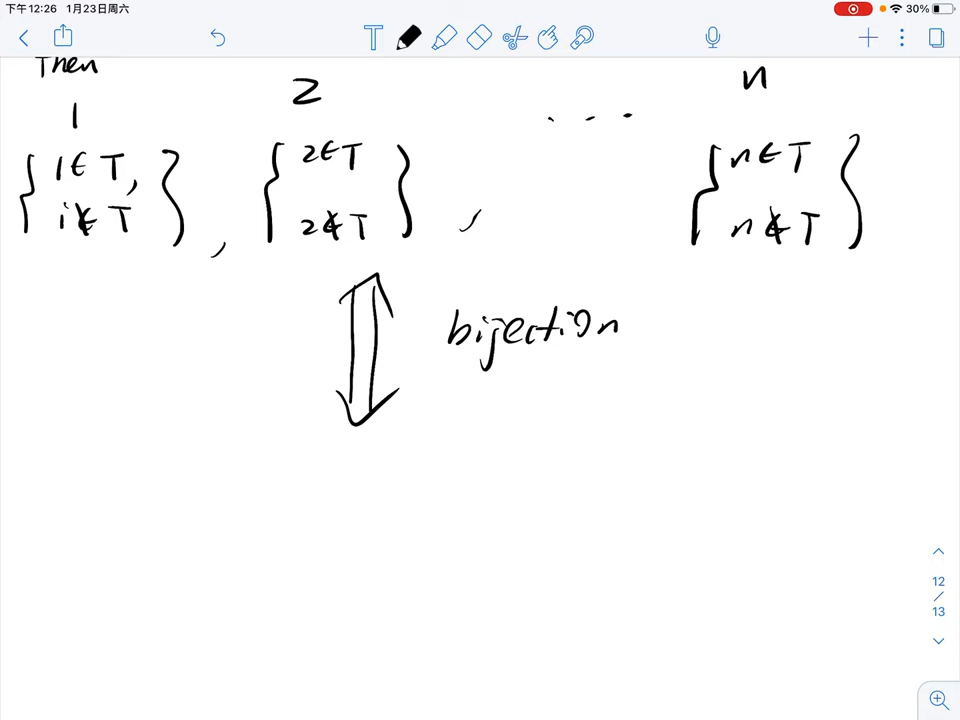 下午12:26 1月23日周六
30%
T
Then
1 2 ... n
{ 1∈T, } , { 2∈T } , { n∈T }
1∉T 2∉T n∉T
bijection
12
/
13